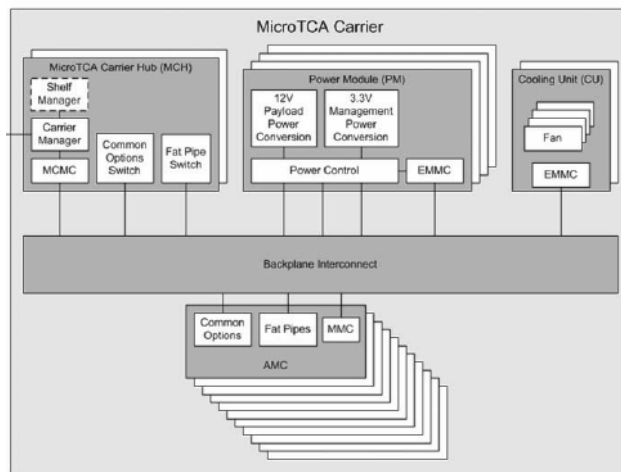 MicroTCA Carrier
MicroTCA Carrier Hub (MCH)
Shelf
Manager
Carrier
Manager
MCMC
Common
Options
Switch
Fat Pipe
Switch
Power Module (PM)
12V
Payload
Power
Conversion
3.3V
Management
Power
Conversion
Power Control
EMMC
Cooling Unit (CU)
Fan
EMMC
Backplane Interconnect
Common
Options
Fat Pipes
MMC
AMC